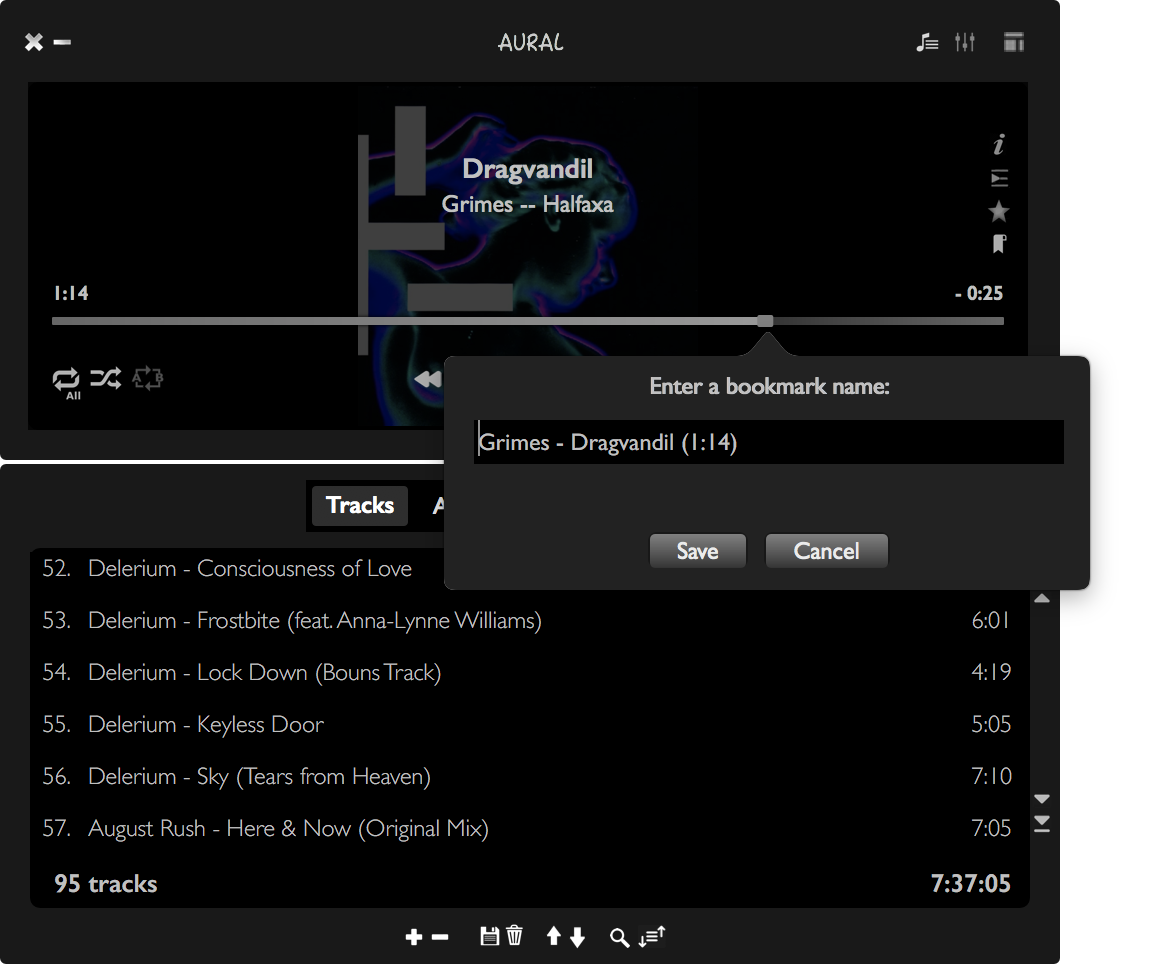 AURAL
Dragvandil
Grimes -- Halfaxa
1:14
- 0:25
All
A B
Enter a bookmark name:
Grimes - Dragvandil (1:14)
Save Cancel
Tracks
52. Delerium - Consciousness of Love
53. Delerium - Frostbite (feat. Anna-Lynne Williams) 6:01
54. Delerium - Lock Down (Bouns Track) 4:19
55. Delerium - Keyless Door 5:05
56. Delerium - Sky (Tears from Heaven) 7:10
57. August Rush - Here & Now (Original Mix) 7:05
95 tracks 7:37:05